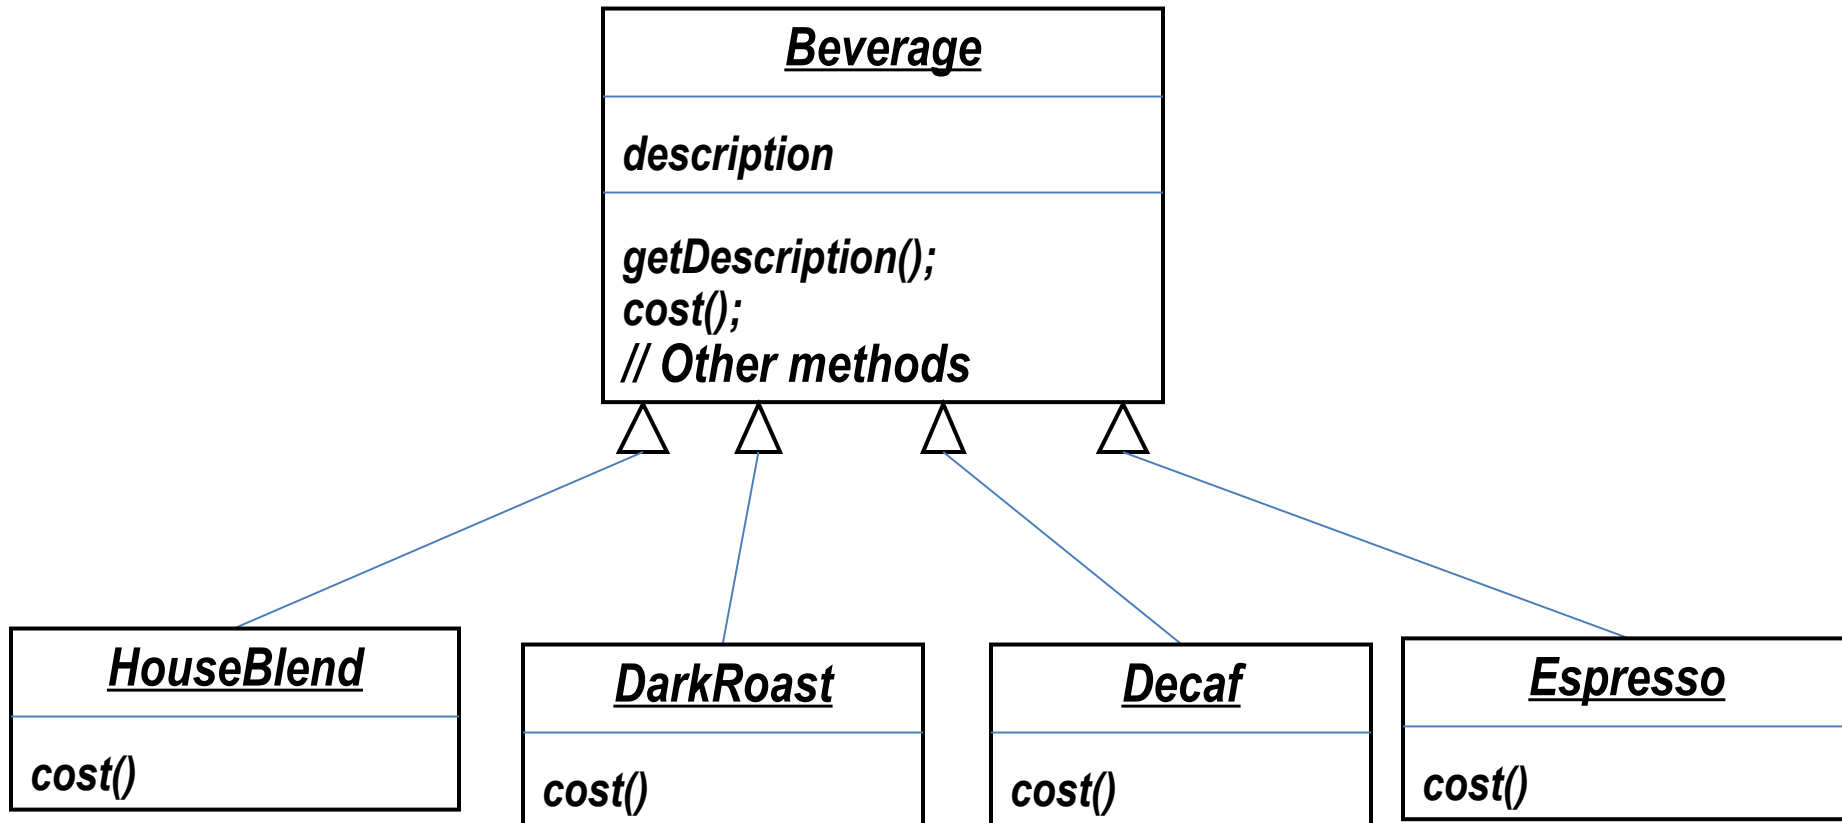 Beverage
description
getDescription();
cost();
// Other methods
HouseBlend
cost()
DarkRoast
cost()
Decaf
cost()
Espresso
cost()